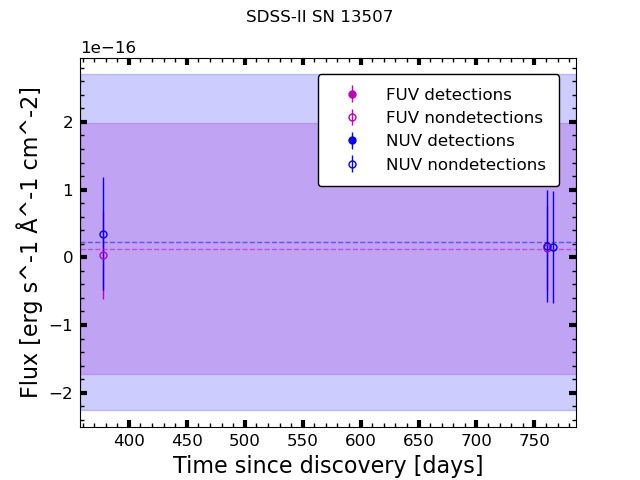 SDSS-II SN 13507
1e−16
FUV detections
FUV nondetections
NUV detections
NUV nondetections
2
1
0
−1
−2
Flux [erg s^-1 Å^-1 cm^-2]
400 450 500 550 600 650 700 750
Time since discovery [days]